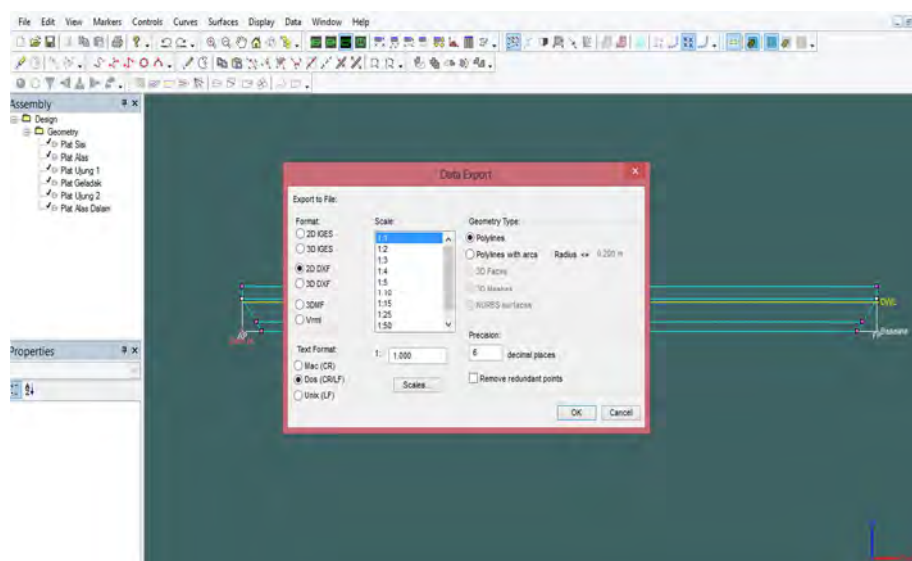 File Edit View Markers Controls Curves Surfaces Display Data Window Help
Assembly
Design
Geometry
Plat Sisi
Plat Alas
Plat Ujung 1
Plat Geladak
Plat Ujung 2
Plat Alas Dalam
Properties
Data Export
Export to File:
Format:
2D IGES
3D IGES
2D DXF
3D DXF
3DMF
Vrml
Text Format:
Mac (CR)
Dos (CR/LF)
Unix (LF)
Scale:
1:1
1:2
1:3
1:4
1:5
1:10
1:15
1:25
1:50
1: 1.000
Scales...
Geometry Type:
Polylines
Polylines with arcs Radius <= 0.200 m
3D Faces
3D Meshes
NURBS surfaces
Precision:
6 decimal places
Remove redundant points
OK Cancel
DWL
Baseline